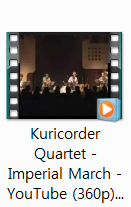 Kuricorder
Quartet -
Imperial March -
YouTube (360p)...